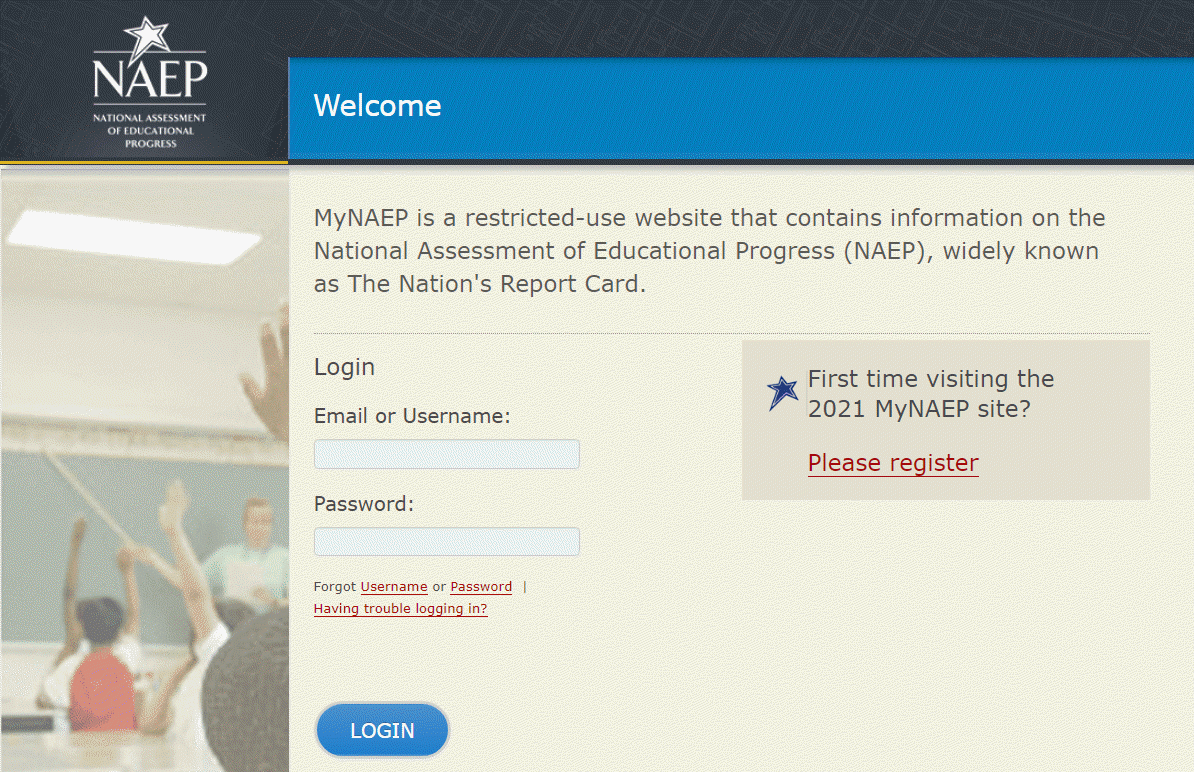 NAEP
NATIONAL ASSESSMENT
OF EDUCATIONAL
PROGRESS
Welcome
MyNAEP is a restricted-use website that contains information on the
National Assessment of Educational Progress (NAEP), widely known
as The Nation's Report Card.
Login
Email or Username:
Password:
Forgot Username or Password |
Having trouble logging in?
LOGIN
First time visiting the
2021 MyNAEP site?
Please register